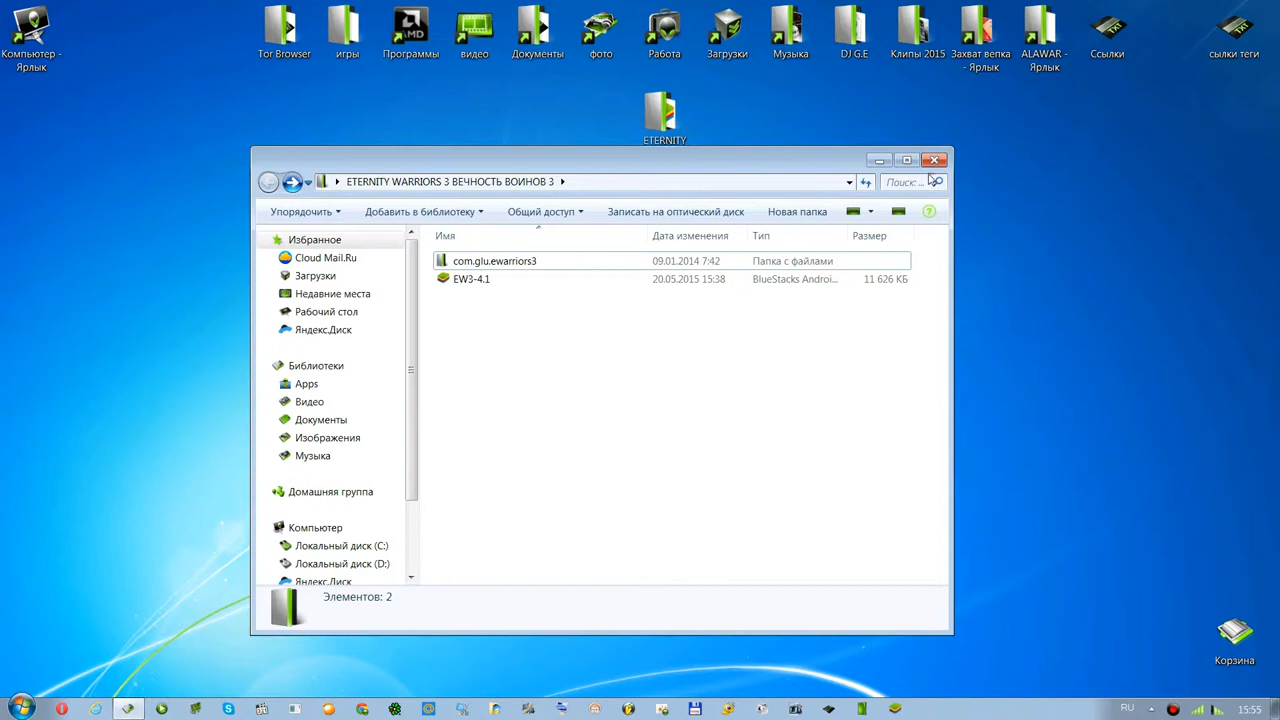 Компьютер -
Ярлык
Tor Browser
игры
Программы
видео
Документы
фото
Работа
Загрузки
Музыка
DJ G.E
Клипы 2015
Захват вепка
- Ярлык
ALAWAR -
Ярлык
Ссылки
сылки теги
ETERNITY
ETERNITY WARRIORS 3 ВЕЧНОСТЬ ВОИНОВ 3
Поиск: ...
Упорядочить
Добавить в библиотеку
Общий доступ
Записать на оптический диск
Новая папка
Имя
Дата изменения
Тип
Размер
com.glu.ewarriors3
09.01.2014 7:42
Папка с файлами
EW3-4.1
20.05.2015 15:38
BlueStacks Androi...
11 626 КБ
Избранное
Cloud Mail.Ru
Загрузки
Недавние места
Рабочий стол
Яндекс.Диск
Библиотеки
Apps
Видео
Документы
Изображения
Музыка
Домашняя группа
Компьютер
Локальный диск (C:)
Локальный диск (D:)
Яндекс.Диск
Элементов: 2
Корзина
RU
15:55